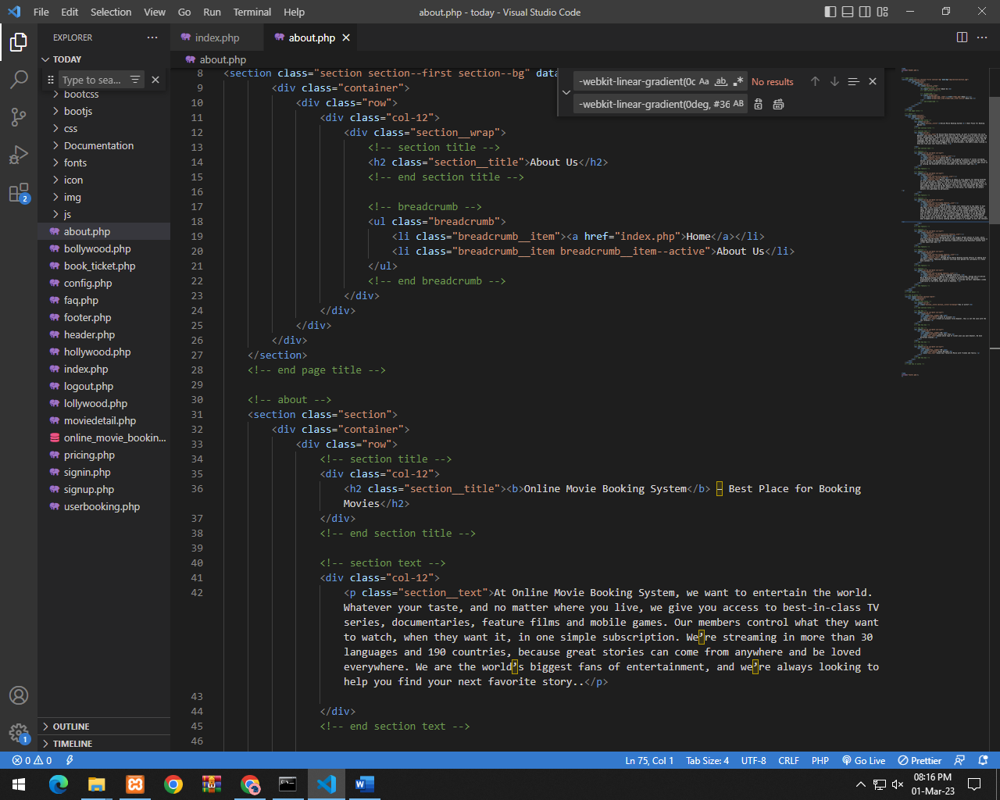 File Edit Selection View Go Run Terminal Help
about.php - today - Visual Studio Code
EXPLORER
TODAY
Type to sea...
bootcss
bootjs
css
Documentation
fonts
icon
img
js
about.php
bollywood.php
book_ticket.php
config.php
faq.php
footer.php
header.php
hollywood.php
index.php
logout.php
lollywood.php
moviedetail.php
online_movie_bookin...
pricing.php
signin.php
signup.php
userbooking.php
OUTLINE
TIMELINE
2
1
index.php about.php
about.php
-webkit-linear-gradient(0c Aa ab .* No results
-webkit-linear-gradient(0deg, #36 AB
8 <section class="section section--first section--bg" data
9 <div class="container">
10 <div class="row">
11 <div class="col-12">
12 <div class="section__wrap">
13 <!-- section title -->
14 <h2 class="section__title">About Us</h2>
15 <!-- end section title -->
16
17 <!-- breadcrumb -->
18 <ul class="breadcrumb">
19 <li class="breadcrumb__item"><a href="index.php">Home</a></li>
20 <li class="breadcrumb__item breadcrumb__item--active">About Us</li>
21 </ul>
22 <!-- end breadcrumb -->
23 </div>
24 </div>
25 </div>
26 </div>
27 </section>
28 <!-- end page title -->
29
30 <!-- about -->
31 <section class="section">
32 <div class="container">
33 <div class="row">
34 <!-- section title -->
35 <div class="col-12">
36 <h2 class="section__title"><b>Online Movie Booking System</b> – Best Place for Booking
Movies</h2>
37 </div>
38 <!-- end section title -->
39
40 <!-- section text -->
41 <div class="col-12">
42 <p class="section__text">At Online Movie Booking System, we want to entertain the world.
Whatever your taste, and no matter where you live, we give you access to best-in-class TV
series, documentaries, feature films and mobile games. Our members control what they want
to watch, when they want it, in one simple subscription. We’re streaming in more than 30
languages and 190 countries, because great stories can come from anywhere and be loved
everywhere. We are the world’s biggest fans of entertainment, and we’re always looking to
help you find your next favorite story..</p>
43
44 </div>
45 <!-- end section text -->
46
0 0
Ln 75, Col 1 Tab Size: 4 UTF-8 CRLF PHP Go Live Prettier
08:16 PM
01-Mar-23